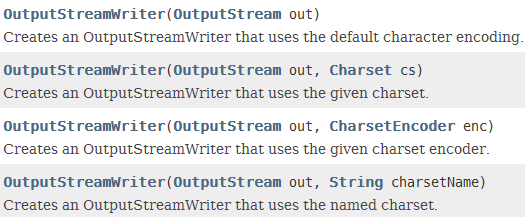 OutputStreamWriter(OutputStream out)
Creates an OutputStreamWriter that uses the default character encoding.
OutputStreamWriter(OutputStream out, Charset cs)
Creates an OutputStreamWriter that uses the given charset.
OutputStreamWriter(OutputStream out, CharsetEncoder enc)
Creates an OutputStreamWriter that uses the given charset encoder.
OutputStreamWriter(OutputStream out, String charsetName)
Creates an OutputStreamWriter that uses the named charset.